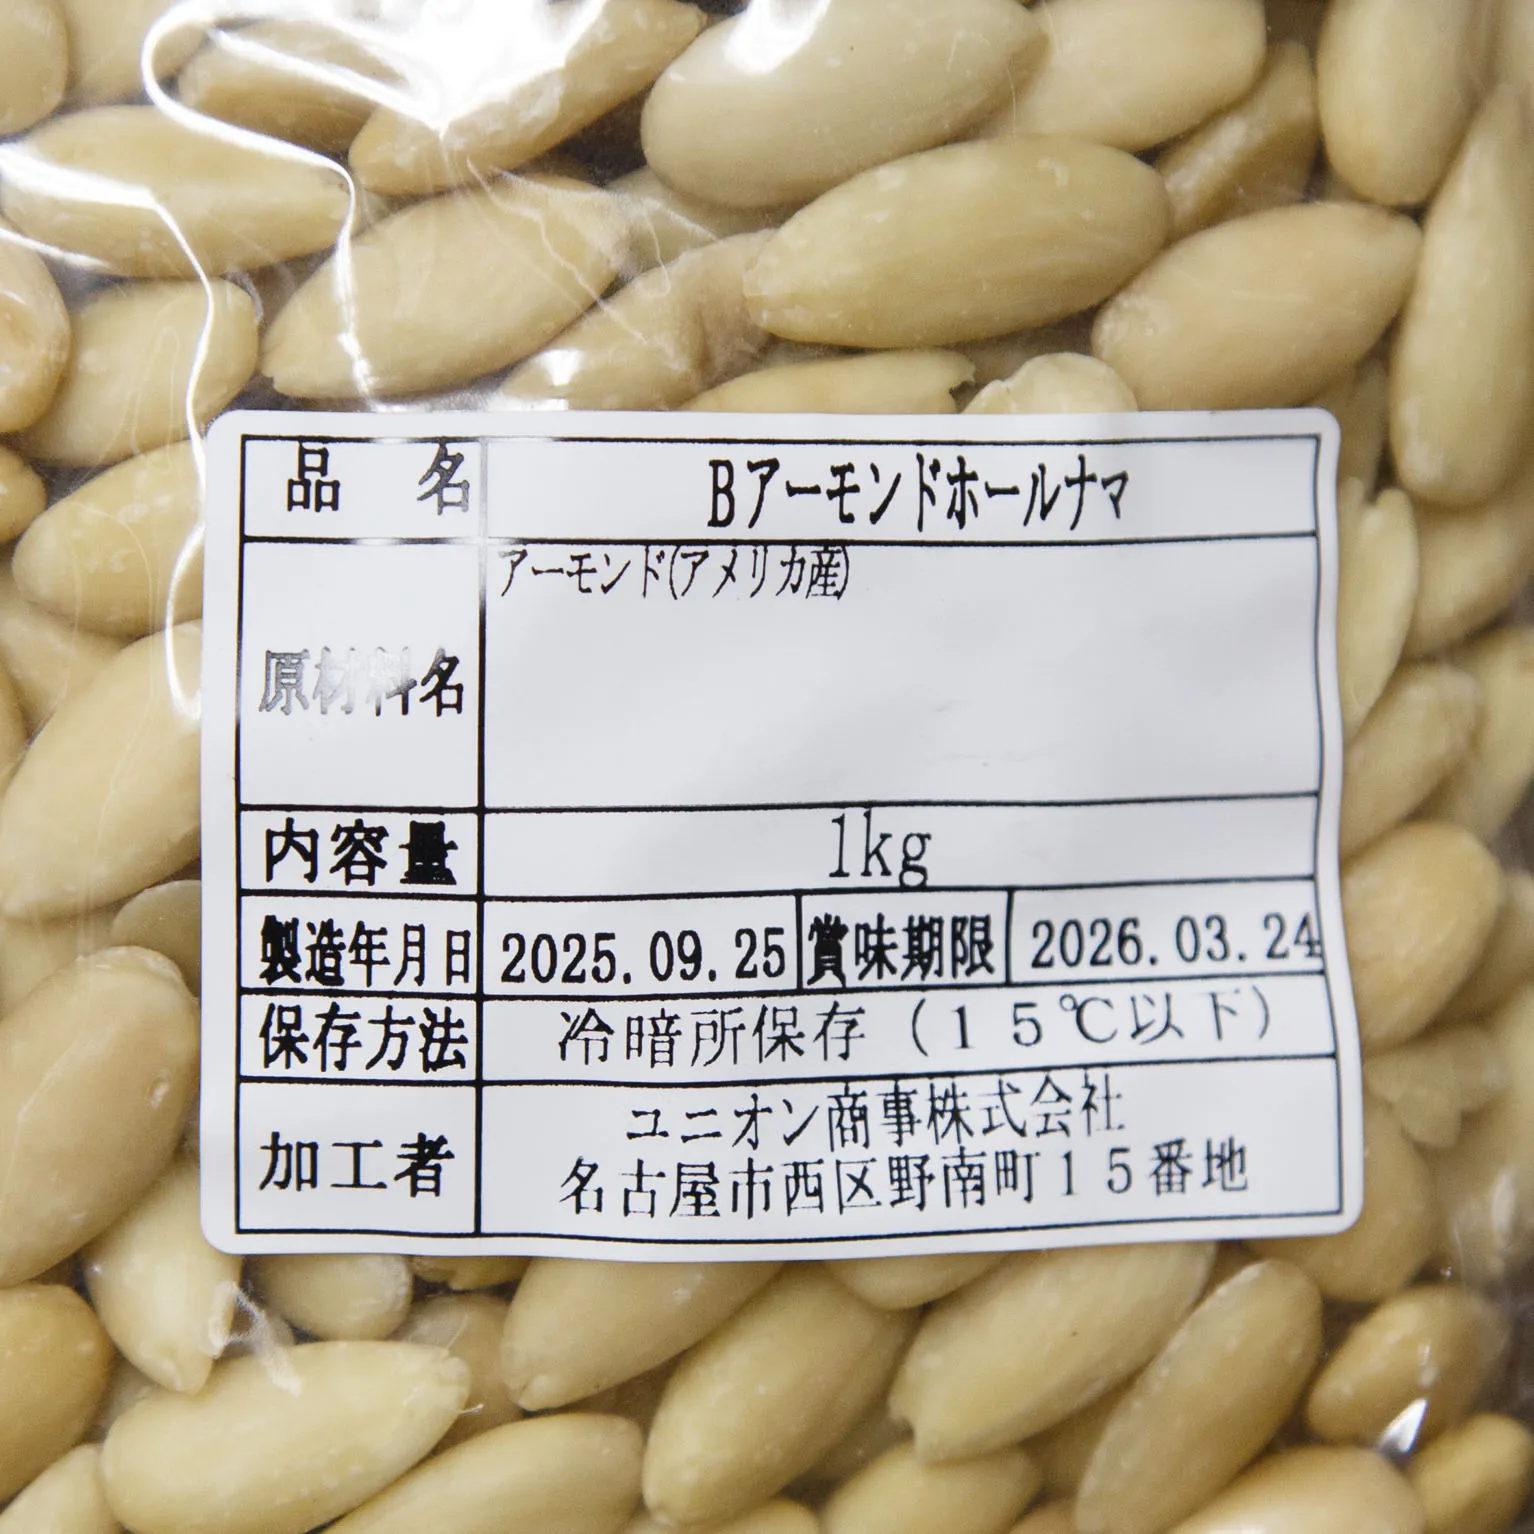 品 名 Bアーモンドホールナマ
原材料名 アーモンド(アメリカ産)
内容量 1kg
製造年月日 2025.09.25 賞味期限 2026.03.24
保存方法 冷暗所保存(15℃以下)
加工者 ユニオン商事株式会社
名古屋市西区野南町15番地